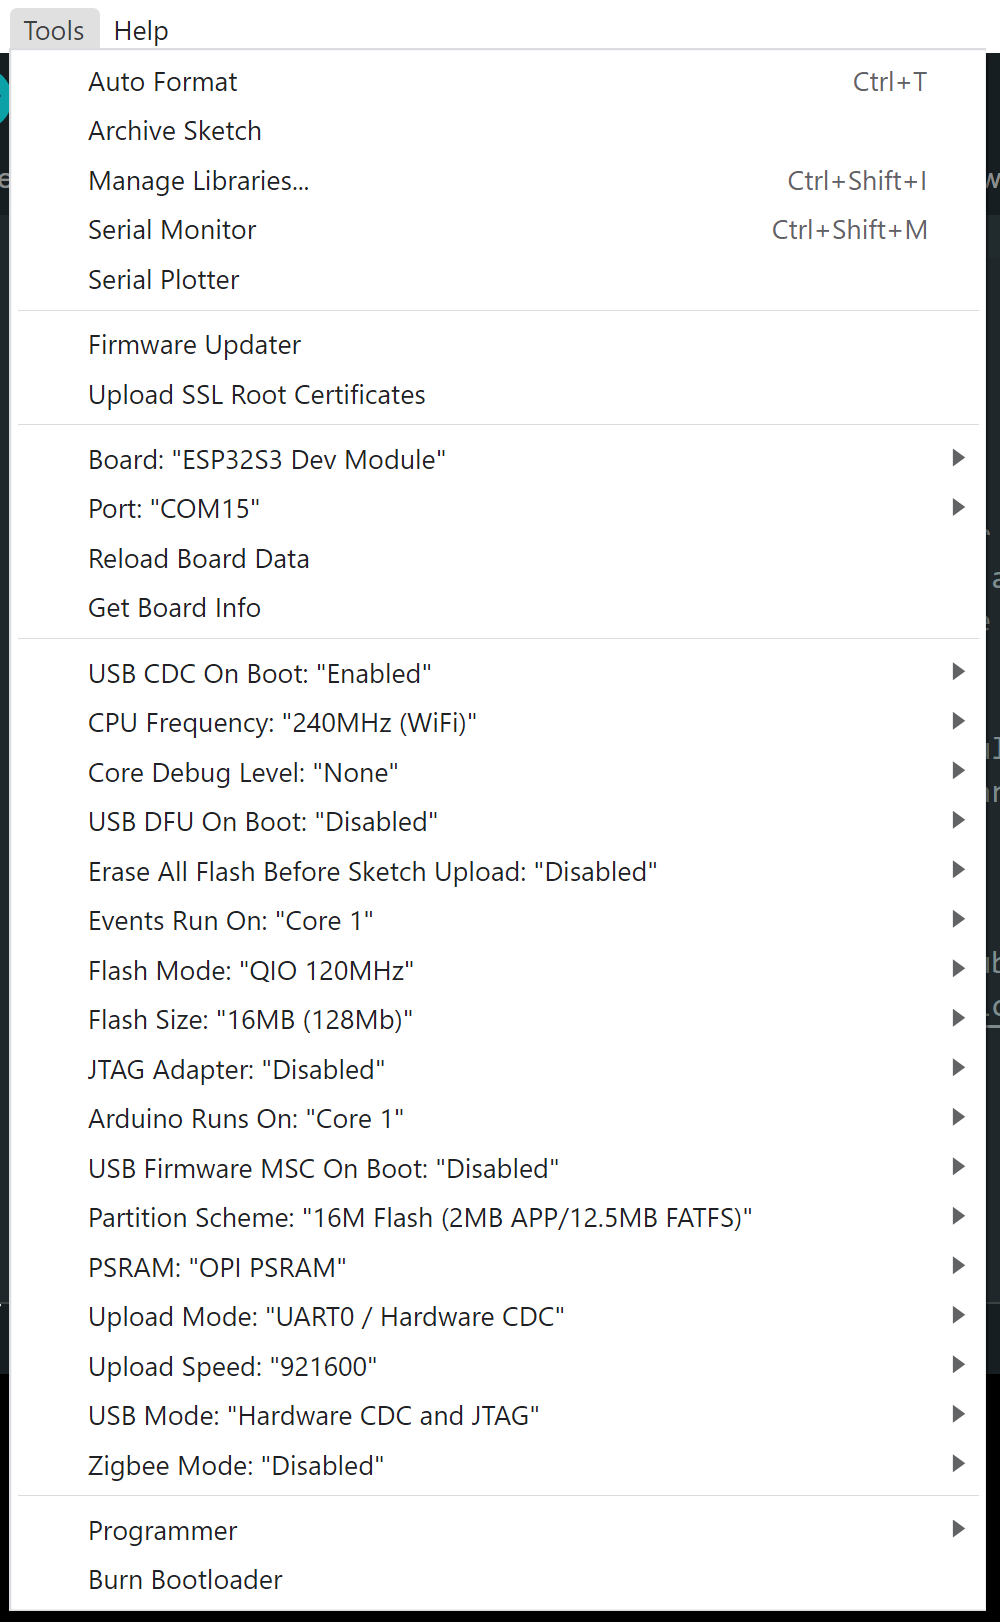 Tools Help
Auto Format Ctrl+T
Archive Sketch
Manage Libraries... Ctrl+Shift+I
Serial Monitor Ctrl+Shift+M
Serial Plotter
Firmware Updater
Upload SSL Root Certificates
Board: "ESP32S3 Dev Module"
Port: "COM15"
Reload Board Data
Get Board Info
USB CDC On Boot: "Enabled"
CPU Frequency: "240MHz (WiFi)"
Core Debug Level: "None"
USB DFU On Boot: "Disabled"
Erase All Flash Before Sketch Upload: "Disabled"
Events Run On: "Core 1"
Flash Mode: "QIO 120MHz"
Flash Size: "16MB (128Mb)"
JTAG Adapter: "Disabled"
Arduino Runs On: "Core 1"
USB Firmware MSC On Boot: "Disabled"
Partition Scheme: "16M Flash (2MB APP/12.5MB FATFS)"
PSRAM: "OPI PSRAM"
Upload Mode: "UART0 / Hardware CDC"
Upload Speed: "921600"
USB Mode: "Hardware CDC and JTAG"
Zigbee Mode: "Disabled"
Programmer
Burn Bootloader